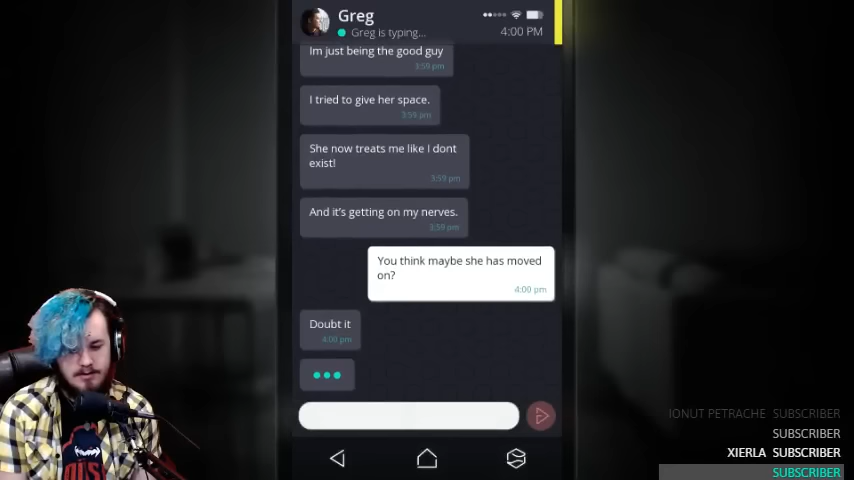 Greg
Greg is typing...
4:00 PM
Im just being the good guy
3:59 pm
I tried to give her space.
3:59 pm
She now treats me like I dont
exist!
3:59 pm
And it's getting on my nerves.
3:59 pm
You think maybe she has moved
on?
4:00 pm
Doubt it
4:00 pm
IONUT PETRACHE SUBSCRIBER
SUBSCRIBER
XIERLA SUBSCRIBER
SUBSCRIBER